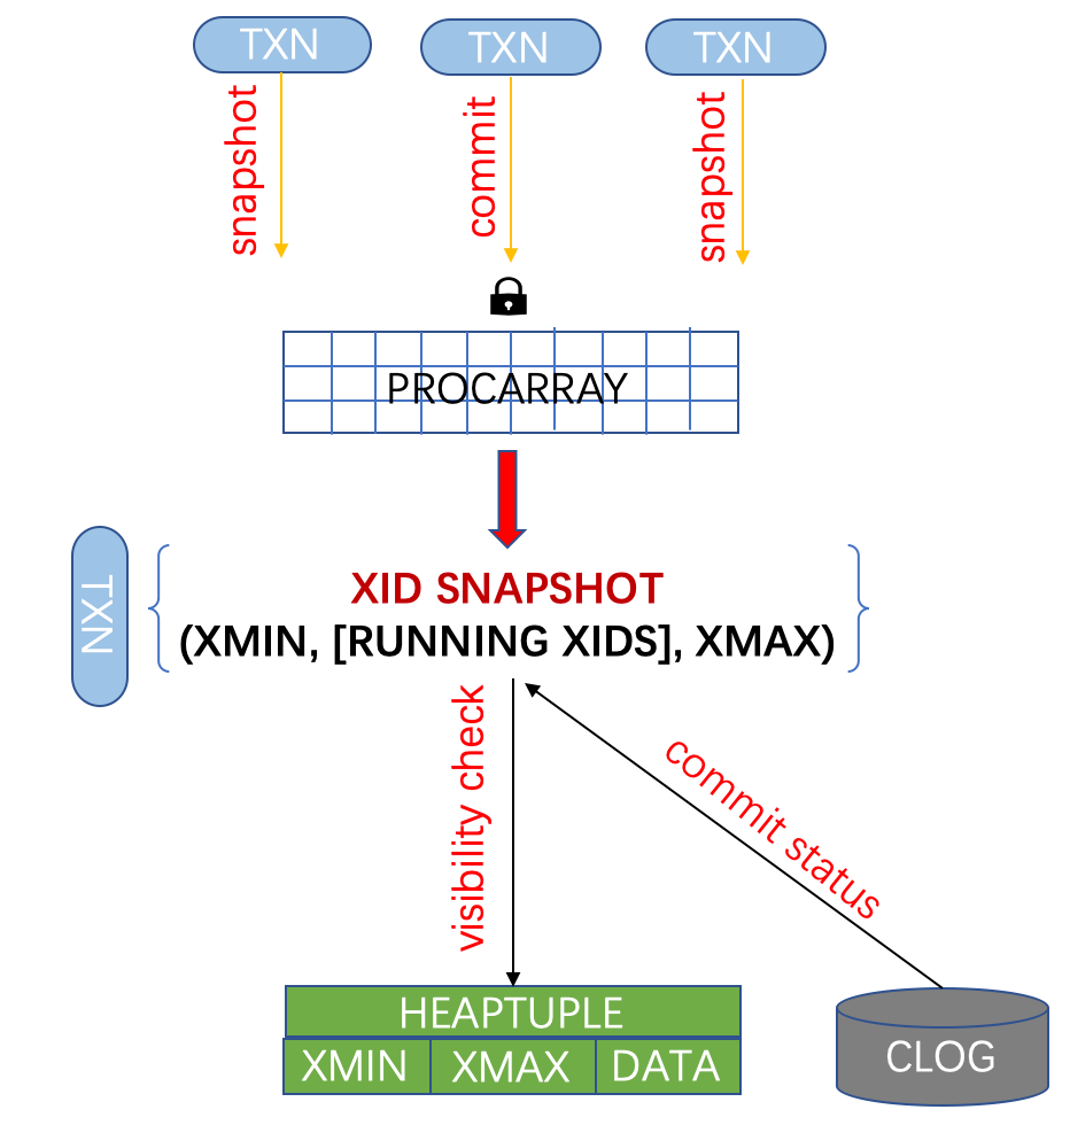 TXN
TXN
TXN
snapshot
commit
snapshot
PROCARRAY
TXN
XID SNAPSHOT
(XMIN, [RUNNING XIDS], XMAX)
visibility check
commit status
HEAPTUPLE
XMIN XMAX DATA
CLOG